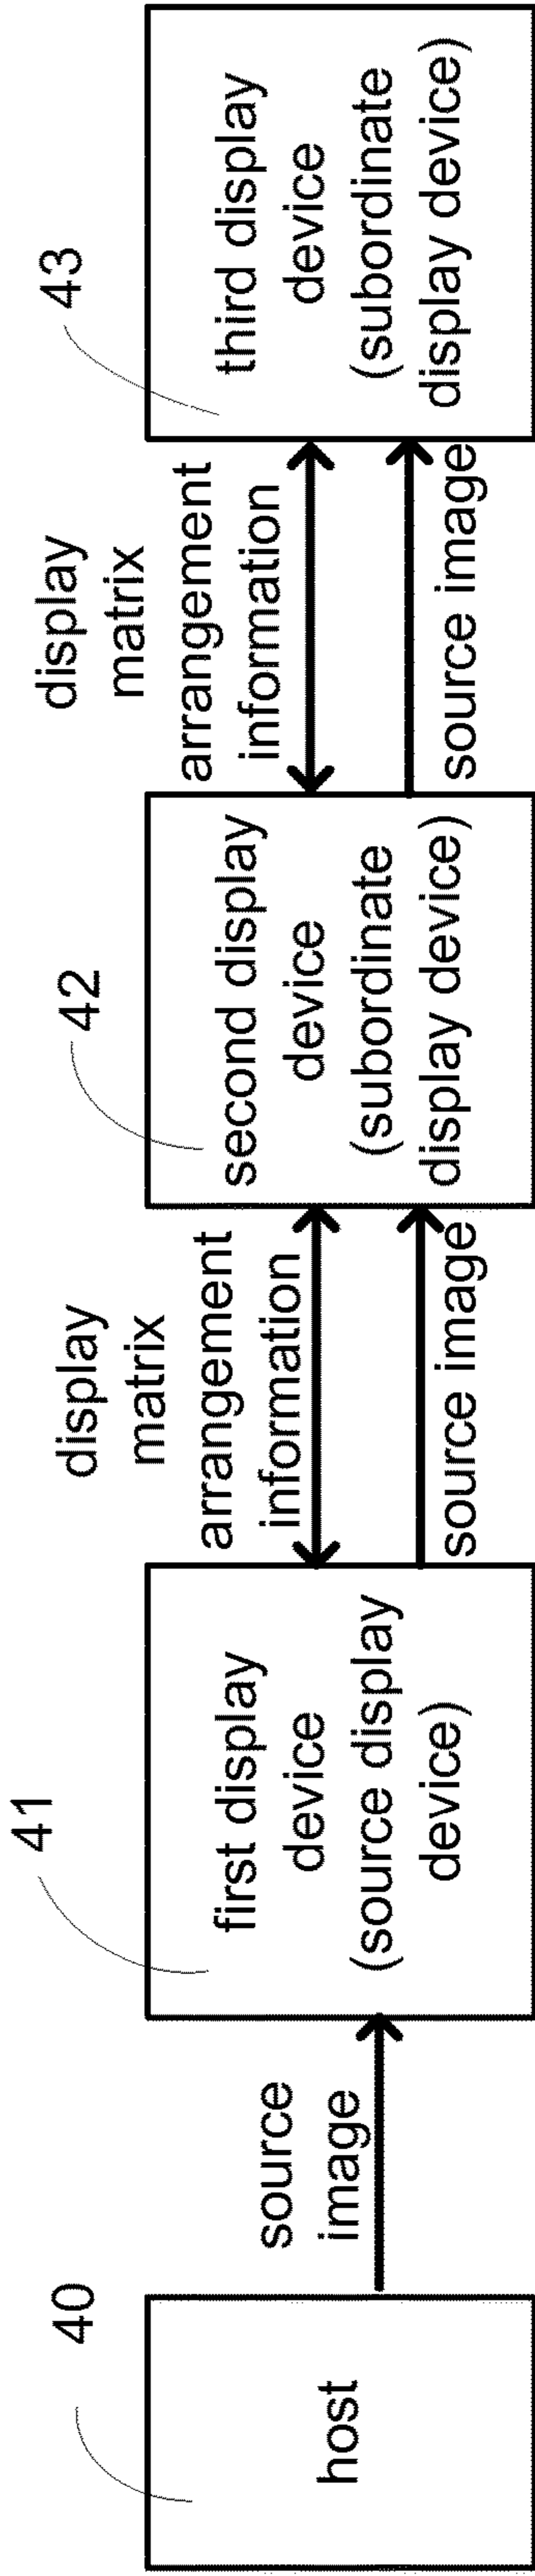 40
host
source
image
41
first display
device
(source display
device)
display
matrix
arrangement
information
source image
42
second display
device
(subordinate
display device)
display
matrix
arrangement
information
source image
43
third display
device
(subordinate
display device)